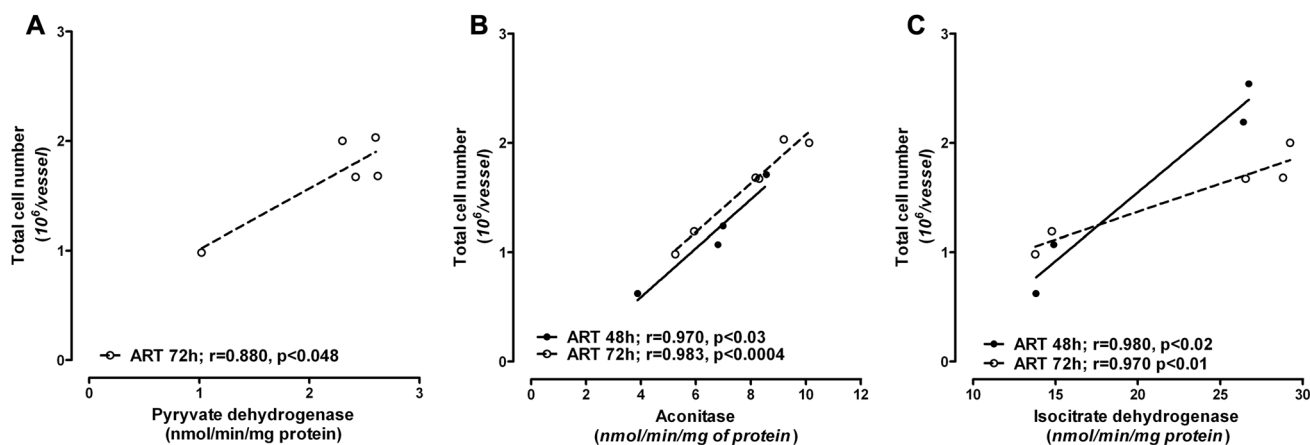 A
3
2
1
0
Total cell number
(10⁶/vessel)
ART 72h; r=0.880, p<0.048
0 1 2 3
Pyryvate dehydrogenase
(nmol/min/mg protein)
B
3
2
1
0
Total cell number
(10⁶/vessel)
ART 48h; r=0.970, p<0.03
ART 72h; r=0.983, p<0.0004
0 2 4 6 8 10 12
Aconitase
(nmol/min/mg of protein)
C
3
2
1
0
Total cell number
(10⁶/vessel)
ART 48h; r=0.980, p<0.02
ART 72h; r=0.970 p<0.01
10 15 20 25 30
Isocitrate dehydrogenase
(nmol/min/mg protein)